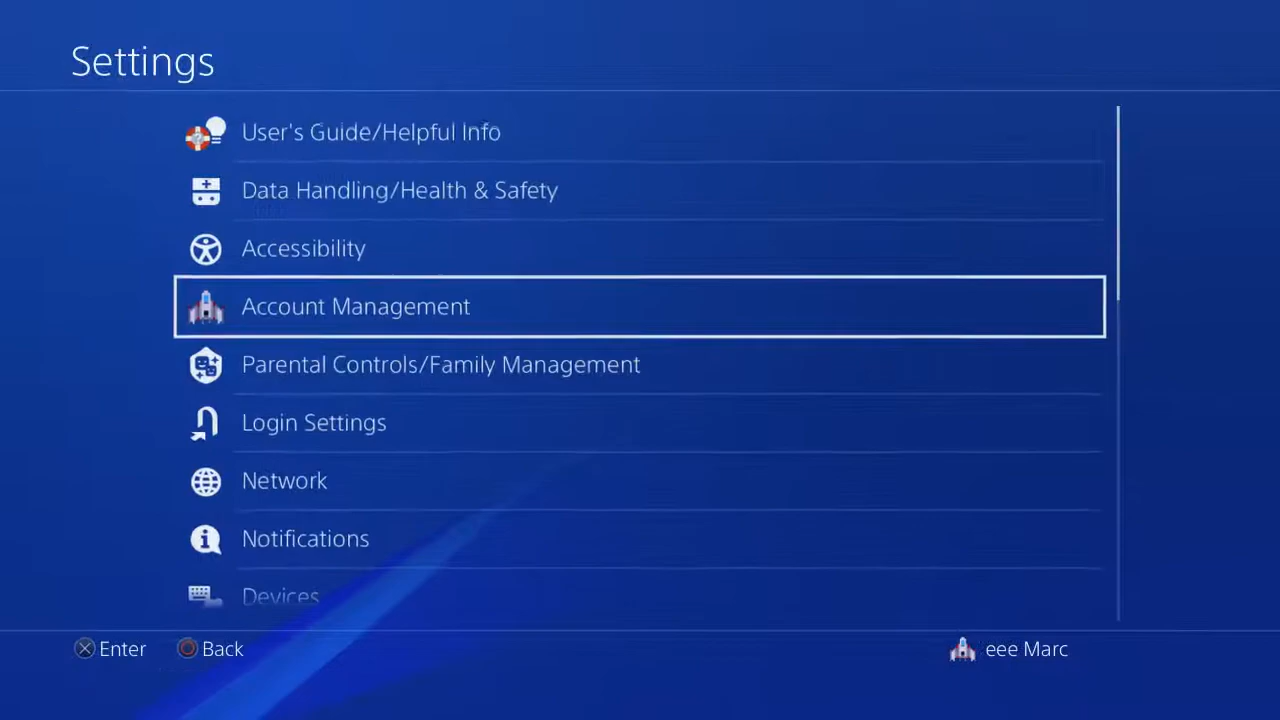 Settings
User's Guide/Helpful Info
Data Handling/Health & Safety
Accessibility
Account Management
Parental Controls/Family Management
Login Settings
Network
Notifications
Devices
Enter
Back
eee Marc